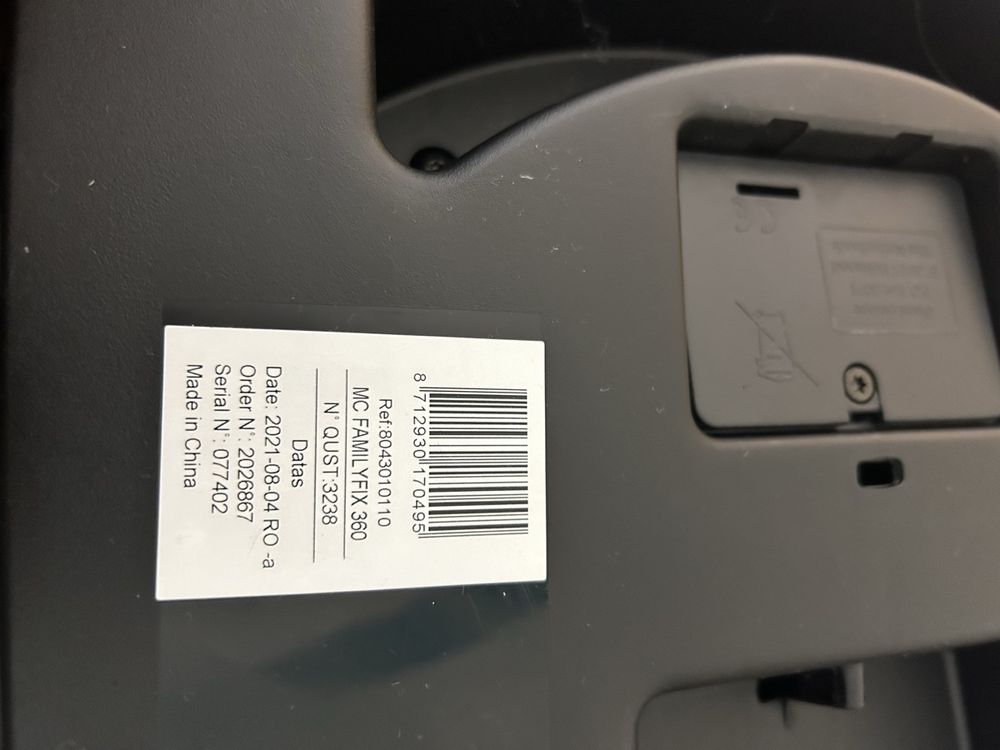 8 712930 170495
Ref:8043010110
MC FAMILYFIX 360
N° QUST:3238
Datas
Date: 2021-08-04 RO -a
Order N°: 2026867
Serial N°: 077402
Made in China
CE